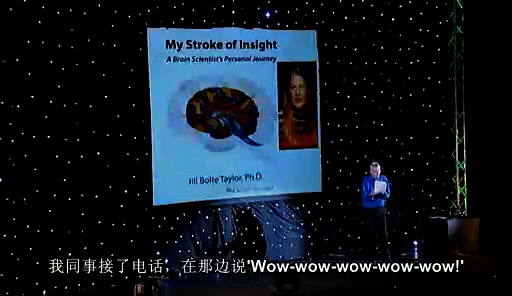 My Stroke of Insight
A Brain Scientist's Personal Journey
Jill Bolte Taylor, Ph.D.
我同事接了电话，在那边说'Wow-wow-wow-wow-wow!'